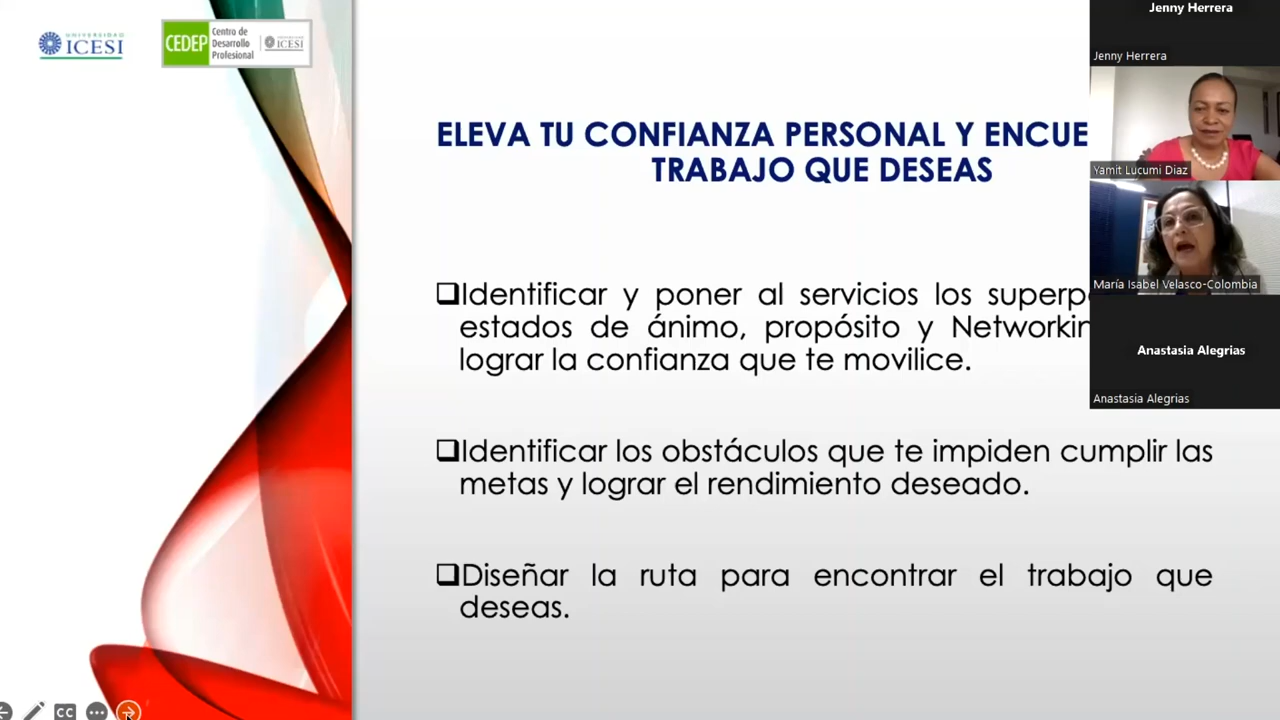 UNIVERSIDAD
ICESI
CEDEP
Centro de
Desarrollo
Profesional
ICESI
ELEVA TU CONFIANZA PERSONAL Y ENCUE
TRABAJO QUE DESEAS
Identificar y poner al servicios los superp
estados de ánimo, propósito y Networkin
lograr la confianza que te movilice.
Identificar los obstáculos que te impiden cumplir las
metas y lograr el rendimiento deseado.
Diseñar la ruta para encontrar el trabajo que
deseas.
Jenny Herrera
Jenny Herrera
Yamit Lucumi Diaz
María Isabel Velasco-Colombia
Anastasia Alegrias
Anastasia Alegrias
CC